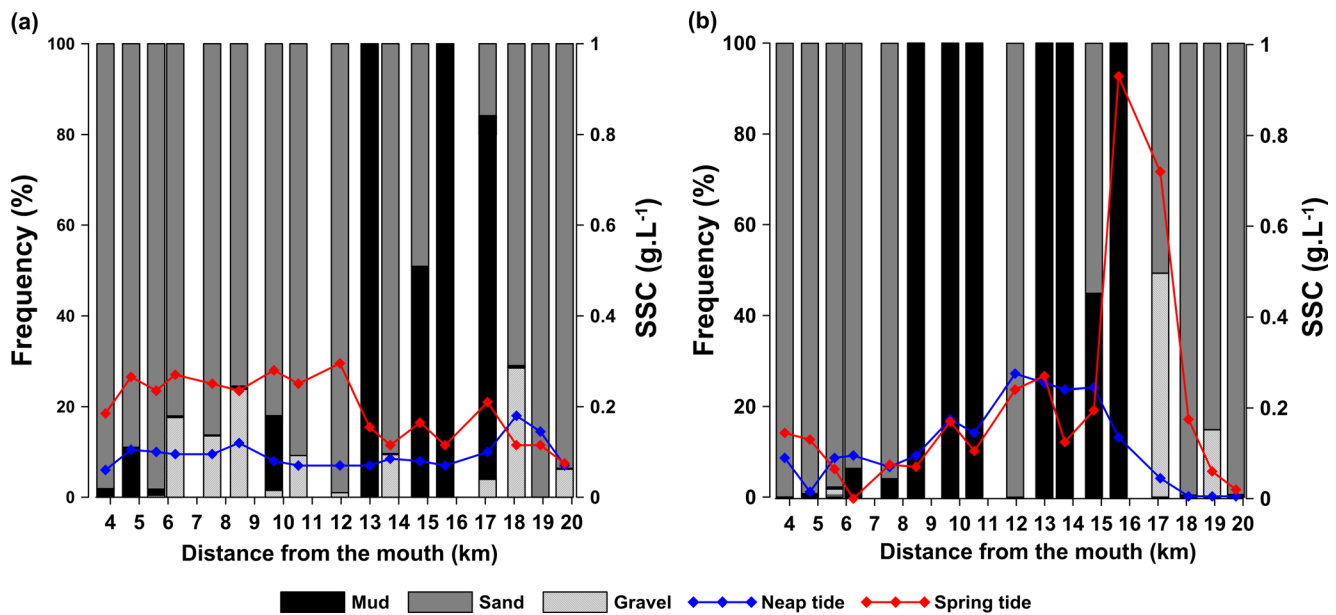 (a)
Frequency (%)
100
80
60
40
20
0
1
0.8
0.6
0.4
0.2
0
SSC (g.L-1)
4 5 6 7 8 9 10 11 12 13 14 15 16 17 18 19 20
Distance from the mouth (km)
(b)
Frequency (%)
100
80
60
40
20
0
1
0.8
0.6
0.4
0.2
0
SSC (g.L-1)
4 5 6 7 8 9 10 11 12 13 14 15 16 17 18 19 20
Distance from the mouth (km)
Mud Sand Gravel Neap tide Spring tide